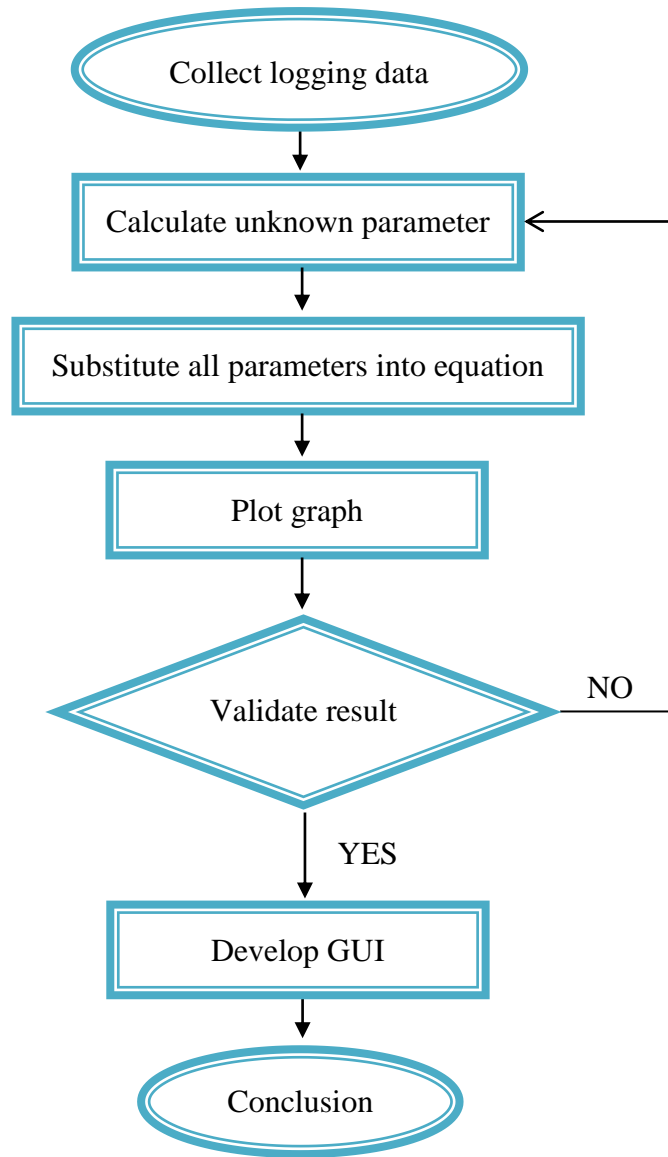 Collect logging data
Calculate unknown parameter
Substitute all parameters into equation
Plot graph
Validate result
NO
YES
Develop GUI
Conclusion